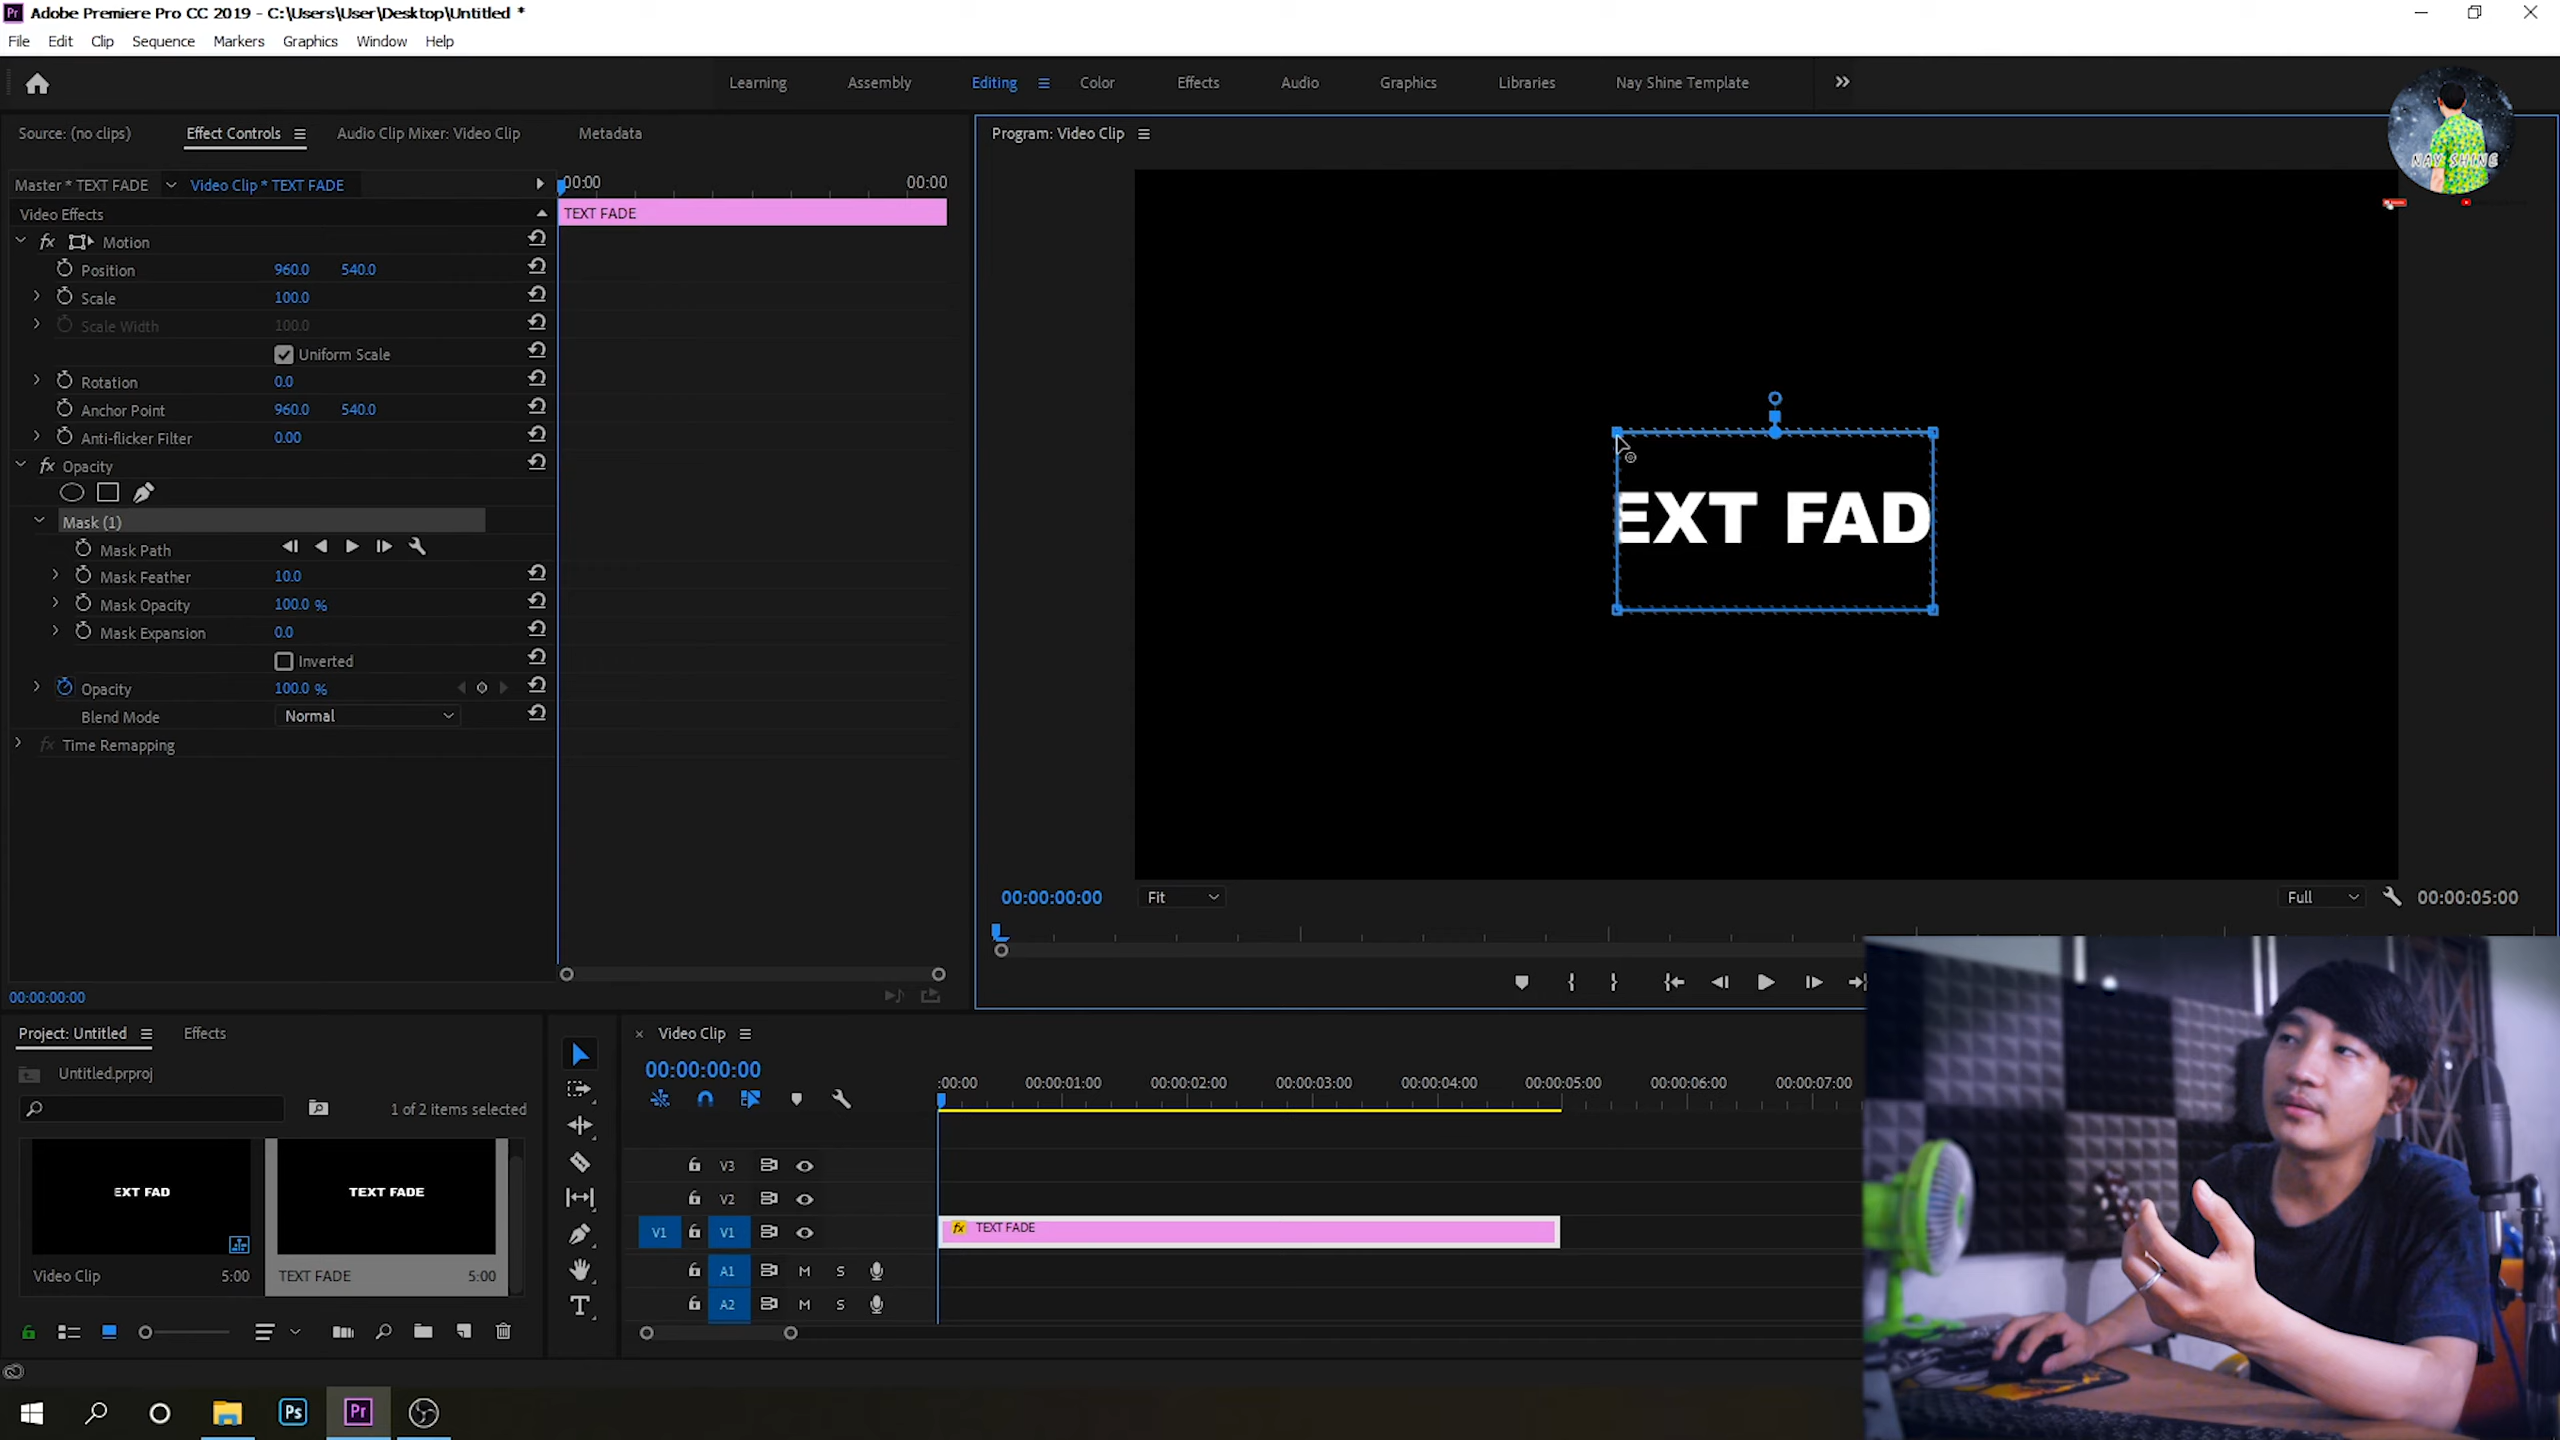 Adobe Premiere Pro CC 2019 - C:\Users\User\Desktop\Untitled *
File Edit Clip Sequence Markers Graphics Window Help
Learning Assembly Editing Color Effects Audio Graphics Libraries Nay Shine Template
NAY SHINE
Source: (no clips) Effect Controls Audio Clip Mixer: Video Clip Metadata
Program: Video Clip
Master * TEXT FADE Video Clip * TEXT FADE
:00:00 00:00
Video Effects
TEXT FADE
fx Motion
Position 960.0 540.0
Scale 100.0
Scale Width 100.0
Uniform Scale
Rotation 0.0
Anchor Point 960.0 540.0
Anti-flicker Filter 0.00
fx Opacity
Mask (1)
Mask Path
Mask Feather 10.0
Mask Opacity 100.0 %
Mask Expansion 0.0
Inverted
Opacity 100.0 %
Blend Mode Normal
fx Time Remapping
EXT FAD
00:00:00:00 Fit Full 00:00:05:00
00:00:00:00
Project: Untitled Effects
Untitled.prproj
1 of 2 items selected
EXT FAD
TEXT FADE
Video Clip 5:00
TEXT FADE 5:00
Video Clip
00:00:00:00
:00:00 00:00:01:00 00:00:02:00 00:00:03:00 00:00:04:00 00:00:05:00 00:00:06:00 00:00:07:00
V3
V2
V1 V1 fx TEXT FADE
A1 M S
A2 M S
Ps Pr